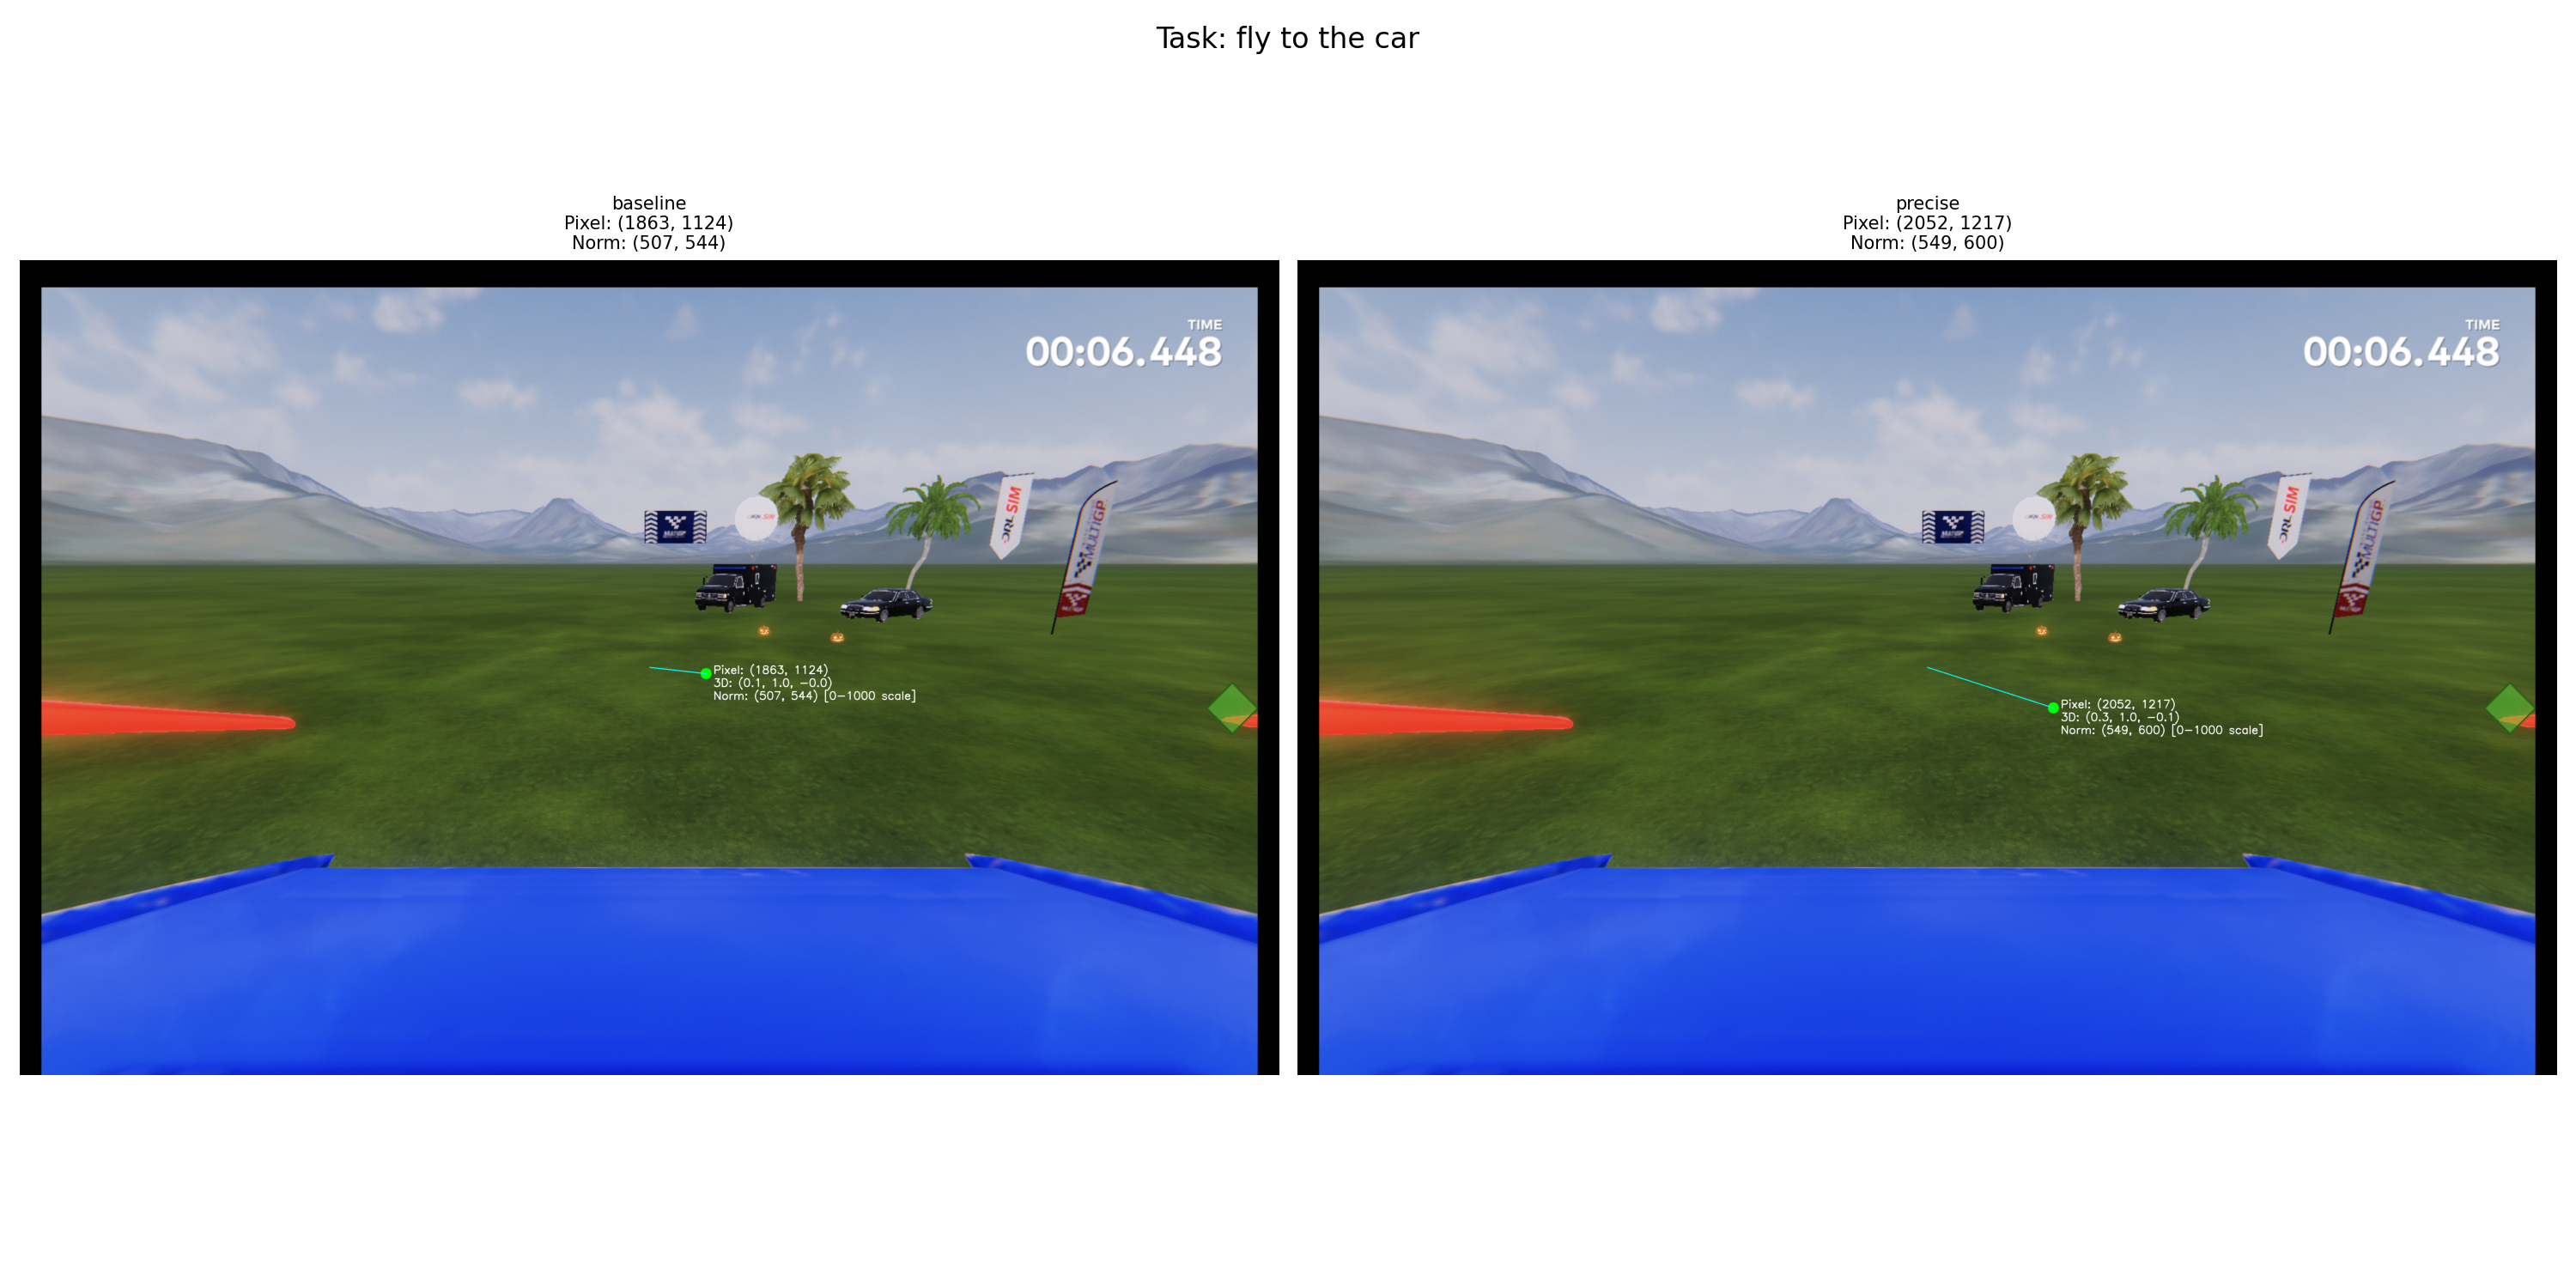 Task: fly to the car
baseline
Pixel: (1863, 1124)
Norm: (507, 544)
TIME
00:06.448
MULTIGP
DRL SIM
MULTIGP
Pixel: (1863, 1124)
3D: (0.1, 1.0, −0.0)
Norm: (507, 544) [0−1000 scale]
precise
Pixel: (2052, 1217)
Norm: (549, 600)
TIME
00:06.448
MULTIGP
DRL SIM
MULTIGP
Pixel: (2052, 1217)
3D: (0.3, 1.0, −0.1)
Norm: (549, 600) [0−1000 scale]